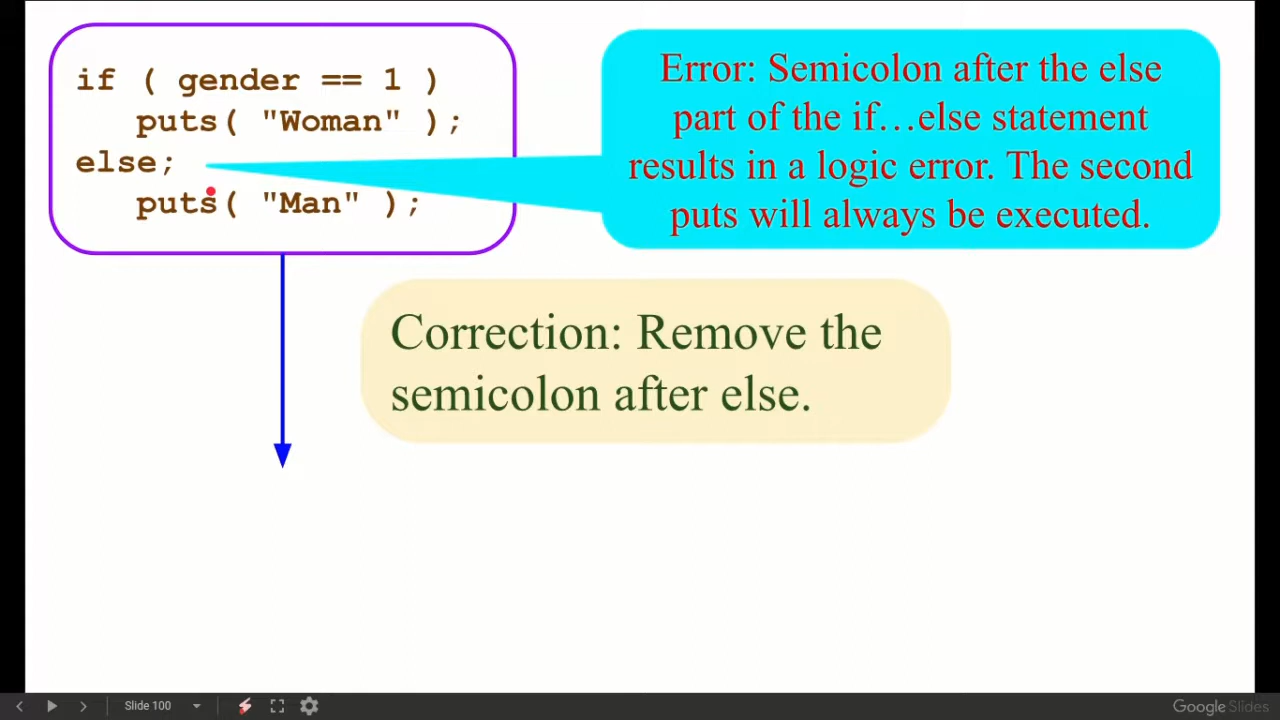 if ( gender == 1 )
puts( "Woman" );
else;
puts( "Man" );
Error: Semicolon after the else
part of the if…else statement
results in a logic error. The second
puts will always be executed.
Correction: Remove the
semicolon after else.
Slide 100
Google Slides